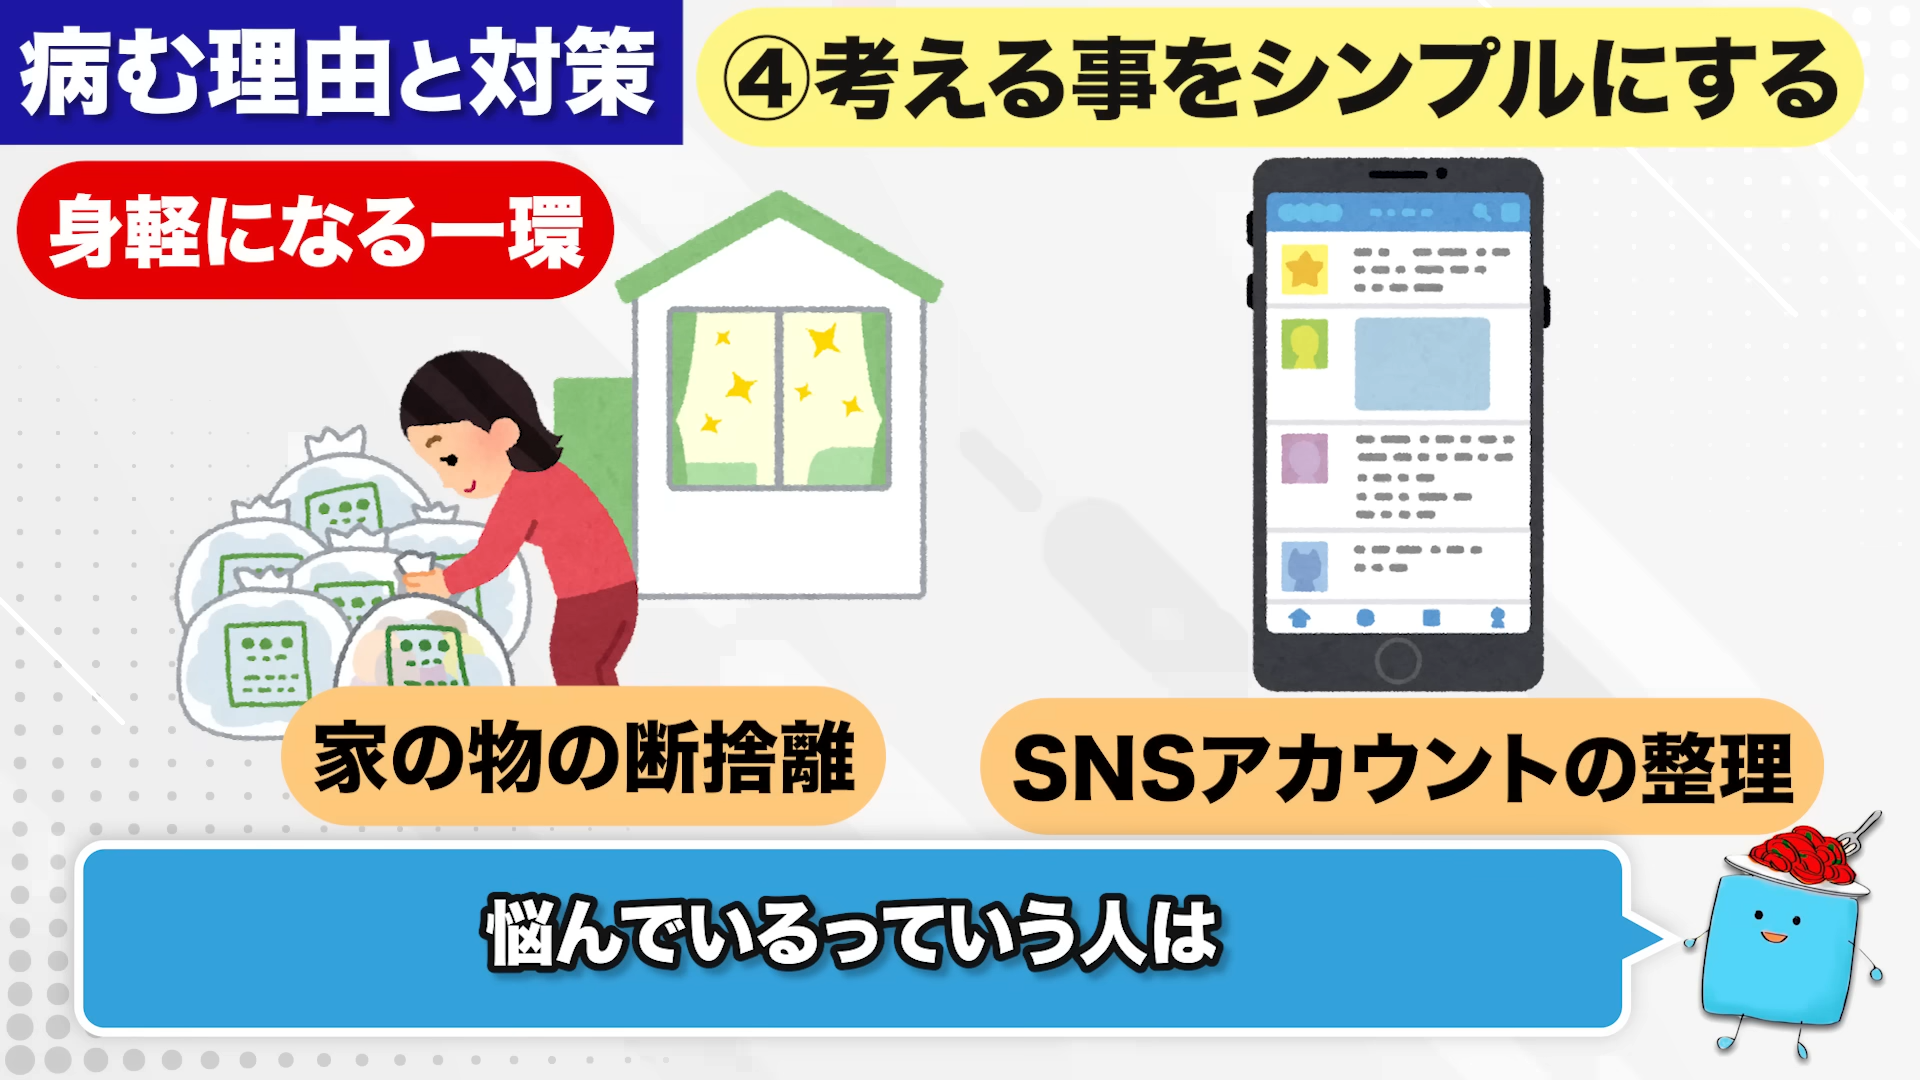 病む理由と対策
④考える事をシンプルにする
身軽になる一環
家の物の断捨離
SNSアカウントの整理
悩んでいるっていう人は